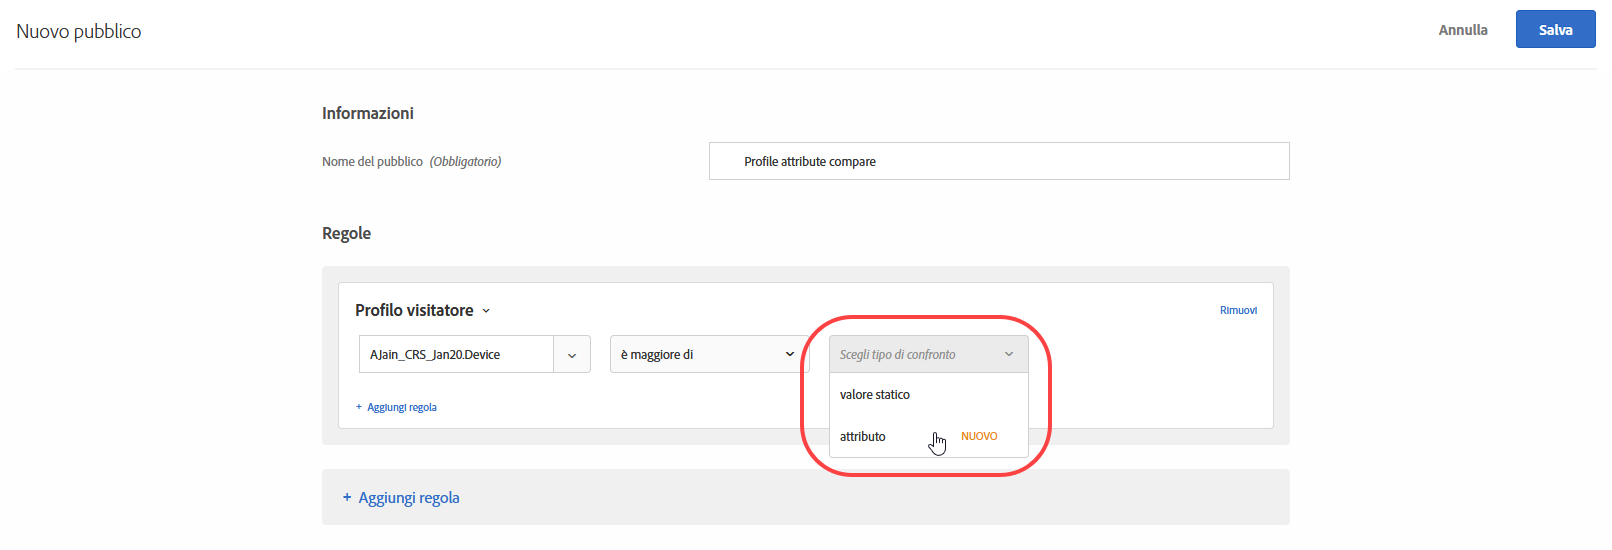 Nuovo pubblico
Annulla
Salva
Informazioni
Nome del pubblico (Obbligatorio)
Profile attribute compare
Regole
Profilo visitatore
Rimuovi
AJain_CRS_Jan20.Device
è maggiore di
Scegli tipo di confronto
valore statico
+ Aggiungi regola
attributo
NUOVO
+ Aggiungi regola